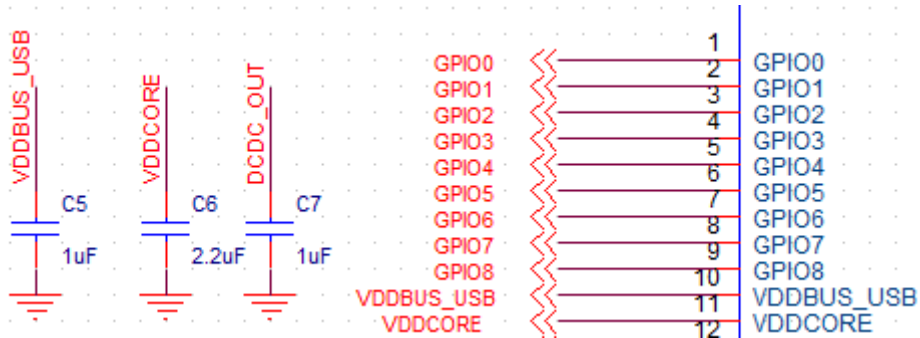 VDDBUS_USB
C5
1uF
VDDCORE
C6
2.2uF
DCDC_OUT
C7
1uF
1
GPIO0 GPIO0
2
GPIO1 GPIO1
3
GPIO2 GPIO2
4
GPIO3 GPIO3
5
GPIO4 GPIO4
6
GPIO5 GPIO5
7
GPIO6 GPIO6
8
GPIO7 GPIO7
9
GPIO8 GPIO8
10
VDDBUS_USB VDDBUS_USB
11
VDDCORE VDDCORE
12